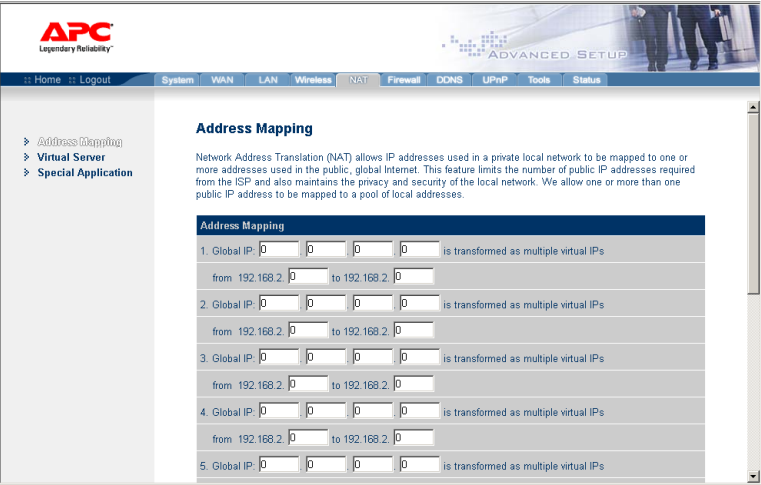 APC
Legendary Reliability™
ADVANCED SETUP
:: Home :: Logout
System WAN LAN Wireless NAT Firewall DDNS UPnP Tools Status
Address Mapping
Virtual Server
Special Application
Address Mapping
Network Address Translation (NAT) allows IP addresses used in a private local network to be mapped to one or
more addresses used in the public, global Internet. This feature limits the number of public IP addresses required
from the ISP and also maintains the privacy and security of the local network. We allow one or more than one
public IP address to be mapped to a pool of local addresses.
Address Mapping
1. Global IP: 0 . 0 . 0 . 0 is transformed as multiple virtual IPs
from 192.168.2. 0 to 192.168.2. 0
2. Global IP: 0 . 0 . 0 . 0 is transformed as multiple virtual IPs
from 192.168.2. 0 to 192.168.2. 0
3. Global IP: 0 . 0 . 0 . 0 is transformed as multiple virtual IPs
from 192.168.2. 0 to 192.168.2. 0
4. Global IP: 0 . 0 . 0 . 0 is transformed as multiple virtual IPs
from 192.168.2. 0 to 192.168.2. 0
5. Global IP: 0 . 0 . 0 . 0 is transformed as multiple virtual IPs